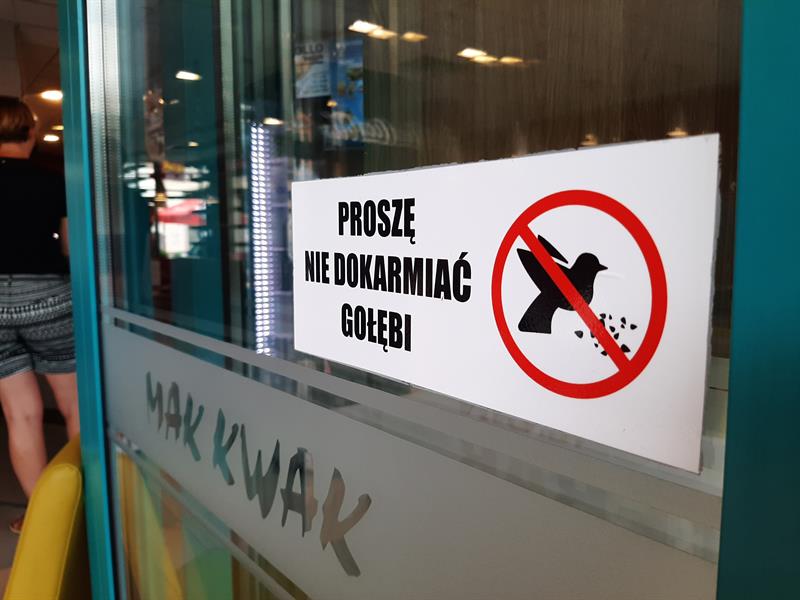 PROSZĘ
NIE DOKARMIAĆ
GOŁĘBI
MAK KWAK